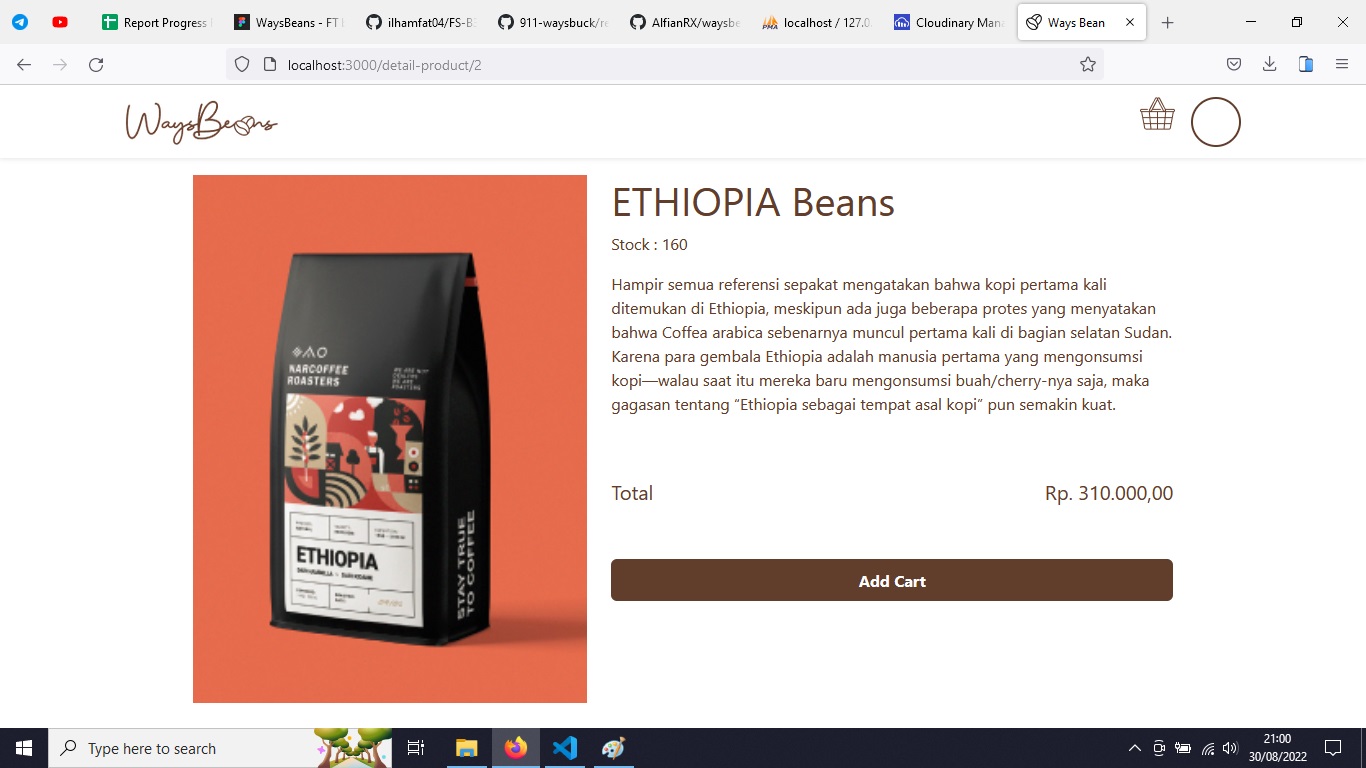 Report Progress
WaysBeans - FT
ilhamfat04/FS-B
911-waysbuck/re
AlfianRX/waysbe
localhost / 127.0.
Cloudinary Man
Ways Bean
localhost:3000/detail-product/2
WaysBeans
ETHIOPIA Beans
Stock : 160
Hampir semua referensi sepakat mengatakan bahwa kopi pertama kali
ditemukan di Ethiopia, meskipun ada juga beberapa protes yang menyatakan
bahwa Coffea arabica sebenarnya muncul pertama kali di bagian selatan Sudan.
Karena para gembala Ethiopia adalah manusia pertama yang mengonsumsi
kopi—walau saat itu mereka baru mengonsumsi buah/cherry-nya saja, maka
gagasan tentang “Ethiopia sebagai tempat asal kopi” pun semakin kuat.
Total
Rp. 310.000,00
Add Cart
NARCOFFEE
ROASTERS
ETHIOPIA
STAY TRUE
TO COFFEE
Type here to search
21:00
30/08/2022